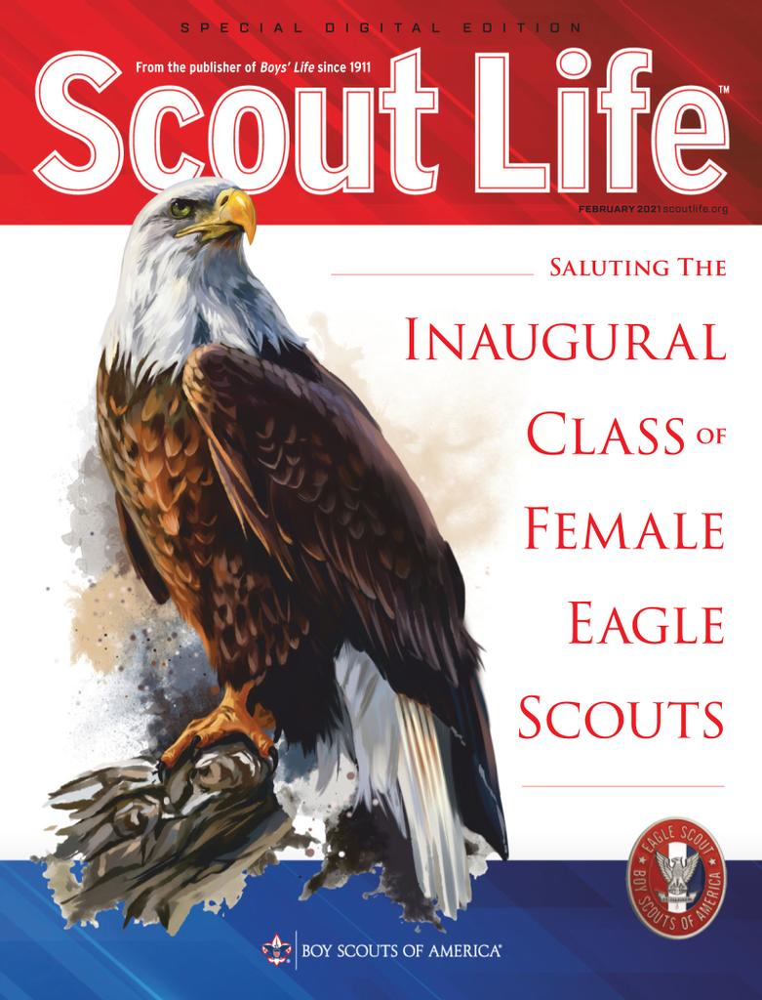 SPECIAL DIGITAL EDITION
From the publisher of Boys' Life since 1911
Scout Life™
FEBRUARY 2021 scoutlife.org
SALUTING THE
INAUGURAL
CLASS OF
FEMALE
EAGLE
SCOUTS
EAGLE SCOUT
BOY SCOUTS OF AMERICA
BOY SCOUTS OF AMERICA®